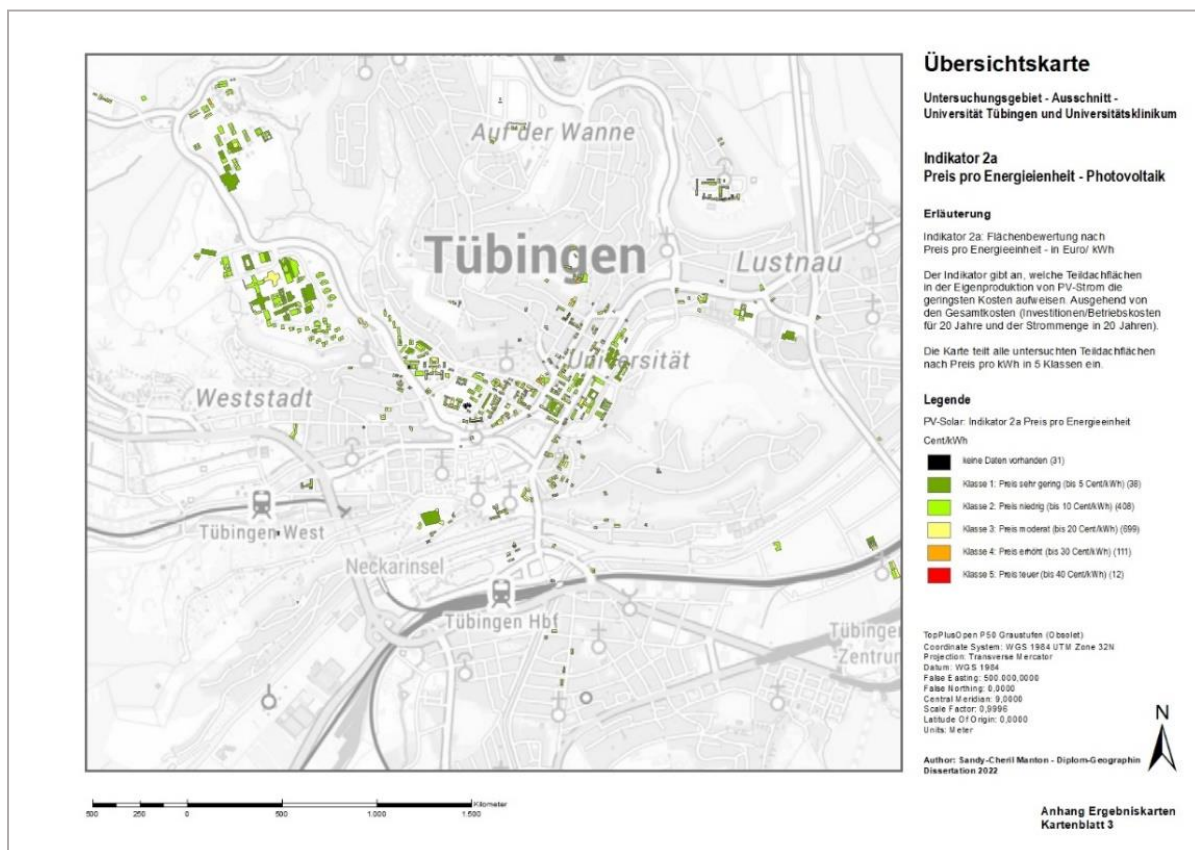 Übersichtskarte
Untersuchungsgebiet - Ausschnitt -
Universität Tübingen und Universitätsklinikum
Indikator 2a
Preis pro Energieienheit - Photovoltaik
Erläuterung
Indikator 2a: Flächenbewertung nach
Preis pro Energieeinheit - in Euro/ kWh
Der Indikator gibt an, welche Teildachflächen
in der Eigenproduktion von PV-Strom die
geringsten Kosten aufweisen. Ausgehend von
den Gesamtkosten (Investitionen/Betriebskosten
für 20 Jahre und der Strommenge in 20 Jahren).
Die Karte teilt alle untersuchten Teildachflächen
nach Preis pro kWh in 5 Klassen ein.
Legende
PV-Solar: Indikator 2a Preis pro Energieeinheit
Cent/kWh
keine Daten vorhanden (31)
Klasse 1: Preis sehr gering (bis 5 Cent/kWh) (38)
Klasse 2: Preis niedrig (bis 10 Cent/kWh) (408)
Klasse 3: Preis moderat (bis 20 Cent/kWh) (699)
Klasse 4: Preis erhöht (bis 30 Cent/kWh) (111)
Klasse 5: Preis teuer (bis 40 Cent/kWh) (12)
TopPlusOpen P50 Graustufen (Obsolet)
Coordinate System: WGS 1984 UTM Zone 32N
Projection: Transverse Mercator
Datum: WGS 1984
False Easting: 500.000,0000
False Northing: 0,0000
Central Meridian: 9,0000
Scale Factor: 0,9996
Latitude Of Origin: 0,0000
Units: Meter
N
Author: Sandy-Cheril Manton - Diplom-Geographin
Dissertation 2022
Anhang Ergebniskarten
Kartenblatt 3
Auf der Wanne
Tübingen
Lustnau
Universität
Weststadt
Tübingen West
Neckarinsel
Tübingen Hbf
Tübingen
-Zentrum
500 250 0 500 1.000 1.500
Kilometer